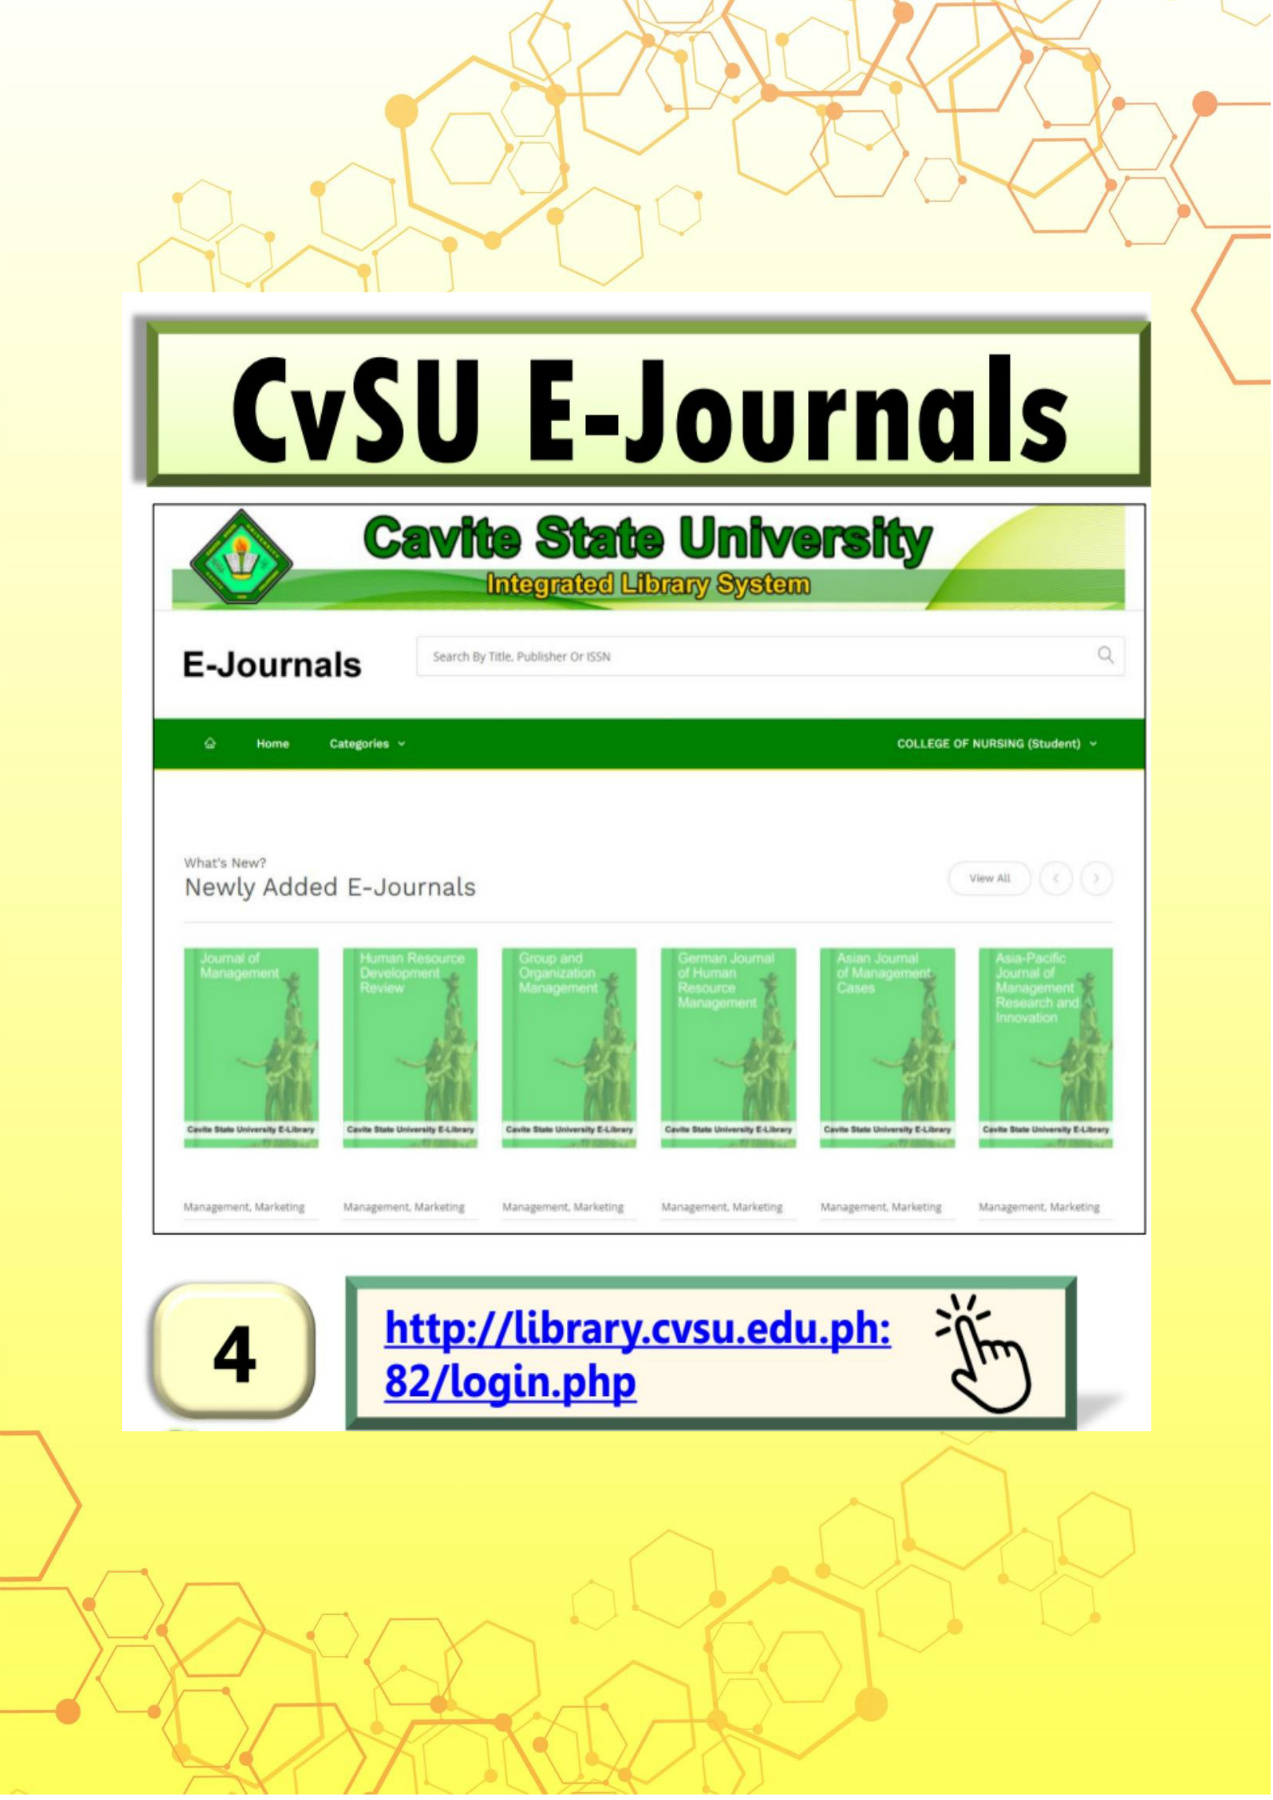 CvSU E-Journals
Cavite State University
Integrated Library System
E-Journals
Search By Title, Publisher Or ISSN
Home
Categories
COLLEGE OF NURSING (Student)
What's New?
Newly Added E-Journals
View All
Journal of
Management
Cavite State University E-Library
Management, Marketing
Human Resource
Development
Review
Cavite State University E-Library
Management, Marketing
Group and
Organization
Management
Cavite State University E-Library
Management, Marketing
German Journal
of Human
Resource
Management
Cavite State University E-Library
Management, Marketing
Asian Journal
of Management
Cases
Cavite State University E-Library
Management, Marketing
Asia-Pacific
Journal of
Management
Research and
Innovation
Cavite State University E-Library
Management, Marketing
4
http://library.cvsu.edu.ph:
82/login.php